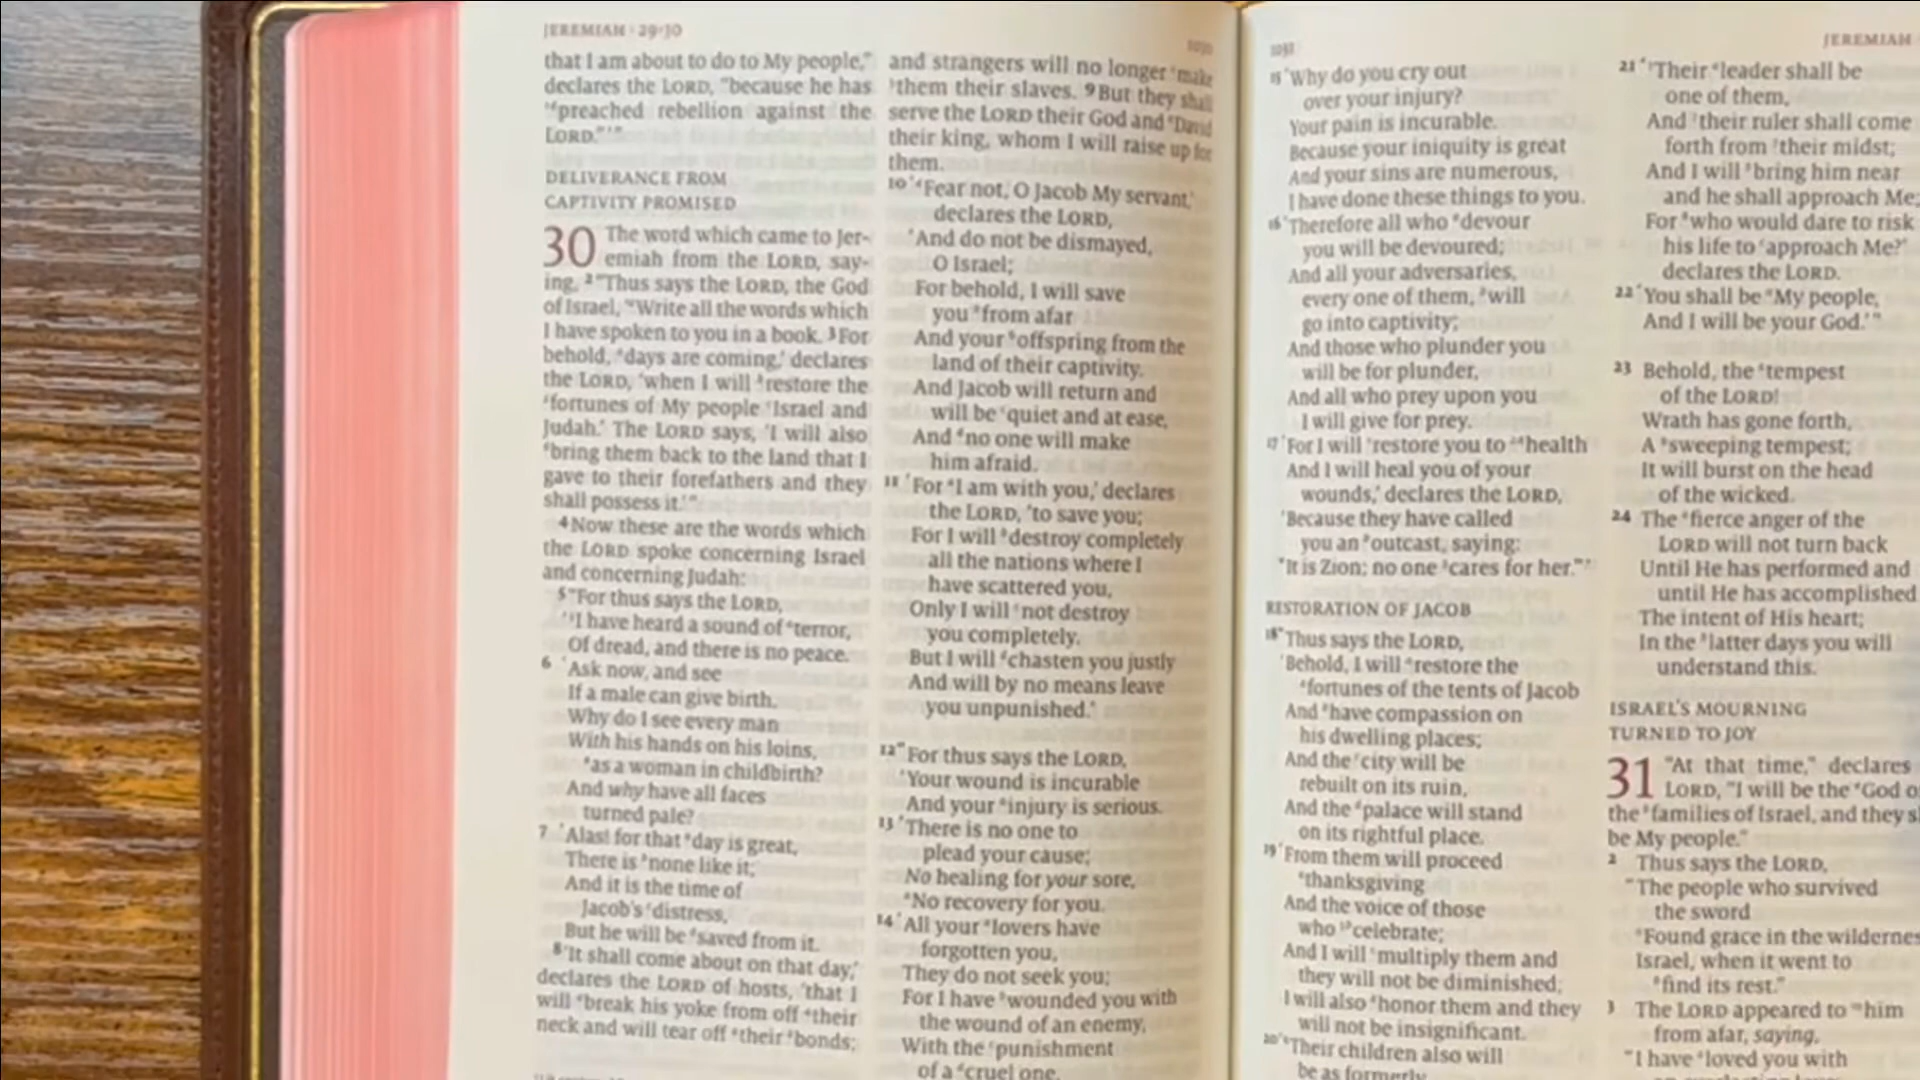 JEREMIAH · 29-30
that I am about to do to My people,"
declares the LORD, "because he has
preached rebellion against the
LORD."'"
DELIVERANCE FROM
CAPTIVITY PROMISED
30 The word which came to Jer-
emiah from the LORD, say-
ing, 2 "Thus says the LORD, the God
of Israel, 'Write all the words which
I have spoken to you in a book. 3 For
behold, days are coming,' declares
the LORD, 'when I will restore the
fortunes of My people Israel and
Judah.' The LORD says, 'I will also
bring them back to the land that I
gave to their forefathers and they
shall possess it.'"
4 Now these are the words which
the LORD spoke concerning Israel
and concerning Judah:
5 "For thus says the LORD,
'I have heard a sound of terror,
Of dread, and there is no peace.
6 'Ask now, and see
If a male can give birth.
Why do I see every man
With his hands on his loins,
as a woman in childbirth?
And why have all faces
turned pale?
7 'Alas! for that day is great,
There is none like it;
And it is the time of
Jacob's distress,
But he will be saved from it.
8 'It shall come about on that day,'
declares the LORD of hosts, 'that I
will break his yoke from off their
neck and will tear off their bonds;
1030
and strangers will no longer make
them their slaves. 9 But they shall
serve the LORD their God and David
their king, whom I will raise up for
them.
10 'Fear not, O Jacob My servant,'
declares the LORD,
'And do not be dismayed,
O Israel;
For behold, I will save
you from afar
And your offspring from the
land of their captivity.
And Jacob will return and
will be quiet and at ease,
And no one will make
him afraid.
11 'For I am with you,' declares
the LORD, 'to save you;
For I will destroy completely
all the nations where I
have scattered you,
Only I will not destroy
you completely.
But I will chasten you justly
And will by no means leave
you unpunished.'
12 "For thus says the LORD,
'Your wound is incurable
And your injury is serious.
13 'There is no one to
plead your cause;
No healing for your sore,
No recovery for you.
14 'All your lovers have
forgotten you,
They do not seek you;
For I have wounded you with
the wound of an enemy,
With the punishment
of a cruel one,
1031
15 'Why do you cry out
over your injury?
Your pain is incurable.
Because your iniquity is great
And your sins are numerous,
I have done these things to you.
16 'Therefore all who devour
you will be devoured;
And all your adversaries,
every one of them, will
go into captivity;
And those who plunder you
will be for plunder,
And all who prey upon you
I will give for prey.
17 'For I will restore you to health
And I will heal you of your
wounds,' declares the LORD,
'Because they have called
you an outcast, saying:
"It is Zion; no one cares for her."'
RESTORATION OF JACOB
18 "Thus says the LORD,
'Behold, I will restore the
fortunes of the tents of Jacob
And have compassion on
his dwelling places;
And the city will be
rebuilt on its ruin,
And the palace will stand
on its rightful place.
19 'From them will proceed
thanksgiving
And the voice of those
who celebrate;
And I will multiply them and
they will not be diminished;
I will also honor them and they
will not be insignificant.
20 'Their children also will
be as formerly,
JEREMIAH
21 'Their leader shall be
one of them,
And their ruler shall come
forth from their midst;
And I will bring him near
and he shall approach Me;
For who would dare to risk
his life to approach Me?'
declares the LORD.
22 'You shall be My people,
And I will be your God.'"
23 Behold, the tempest
of the LORD!
Wrath has gone forth,
A sweeping tempest;
It will burst on the head
of the wicked.
24 The fierce anger of the
LORD will not turn back
Until He has performed and
until He has accomplished
The intent of His heart;
In the latter days you will
understand this.
ISRAEL'S MOURNING
TURNED TO JOY
31 "At that time," declares
LORD, "I will be the God o
the families of Israel, and they s
be My people."
2 Thus says the LORD,
"The people who survived
the sword
Found grace in the wildernes
Israel, when it went to
find its rest."
3 The LORD appeared to him
from afar, saying,
"I have loved you with